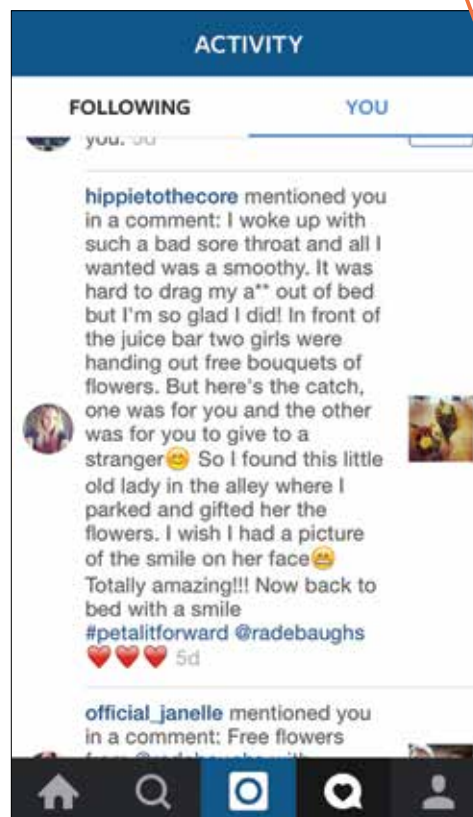 ACTIVITY
FOLLOWING YOU
you. 5d
hippietothecore mentioned you
in a comment: I woke up with
such a bad sore throat and all I
wanted was a smoothy. It was
hard to drag my a** out of bed
but I'm so glad I did! In front of
the juice bar two girls were
handing out free bouquets of
flowers. But here's the catch,
one was for you and the other
was for you to give to a
stranger😊 So I found this little
old lady in the alley where I
parked and gifted her the
flowers. I wish I had a picture
of the smile on her face😁
Totally amazing!!! Now back to
bed with a smile
#petalitforward @radebaughs
❤️❤️❤️ 5d
official_janelle mentioned you
in a comment: Free flowers
from @radebaughs with